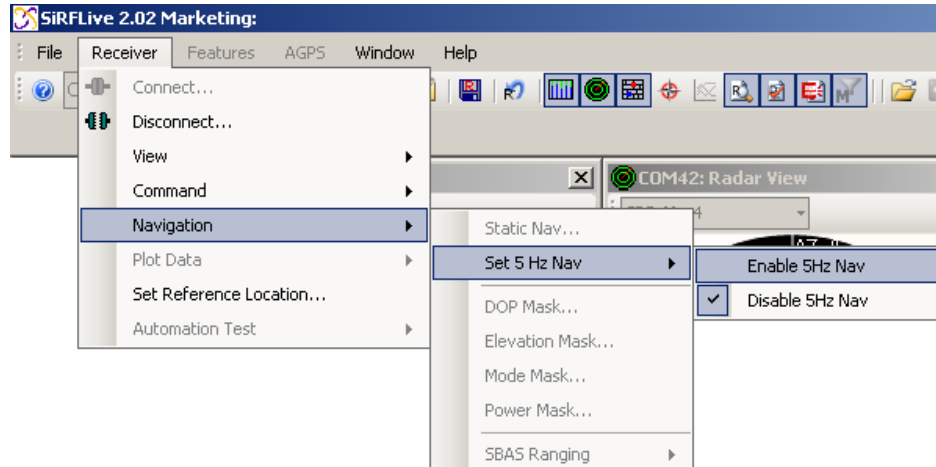 SiRFLive 2.02 Marketing:
File Receiver Features AGPS Window Help
Connect...
Disconnect...
View
Command
COM42: Radar View
Navigation
Static Nav...
Plot Data
Set 5 Hz Nav
Enable 5Hz Nav
Set Reference Location...
Disable 5Hz Nav
DOP Mask...
Automation Test
Elevation Mask...
Mode Mask...
Power Mask...
SBAS Ranging